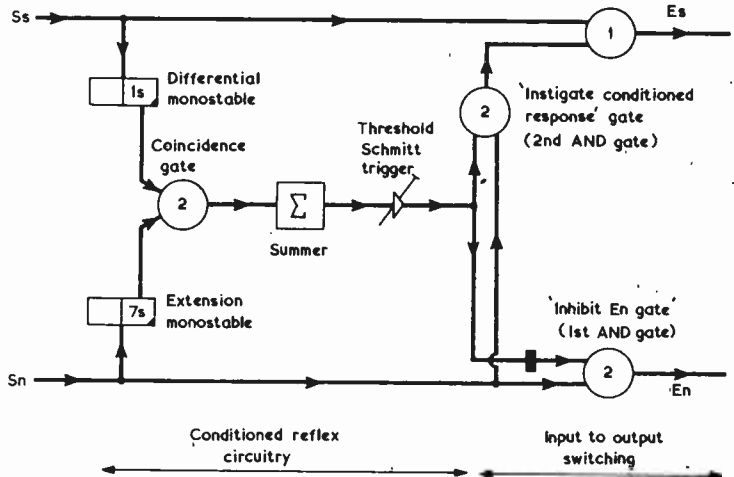 Ss
Es
1
1s
Differential
monostable
'Instigate conditioned
response' gate
(2nd AND gate)
2
Threshold
Schmitt
trigger
Coincidence
gate
2
Σ
Summer
7s
Extension
monostable
'Inhibit En gate'
(1st AND gate)
Sn
2
En
Conditioned reflex
circuitry
Input to output
switching